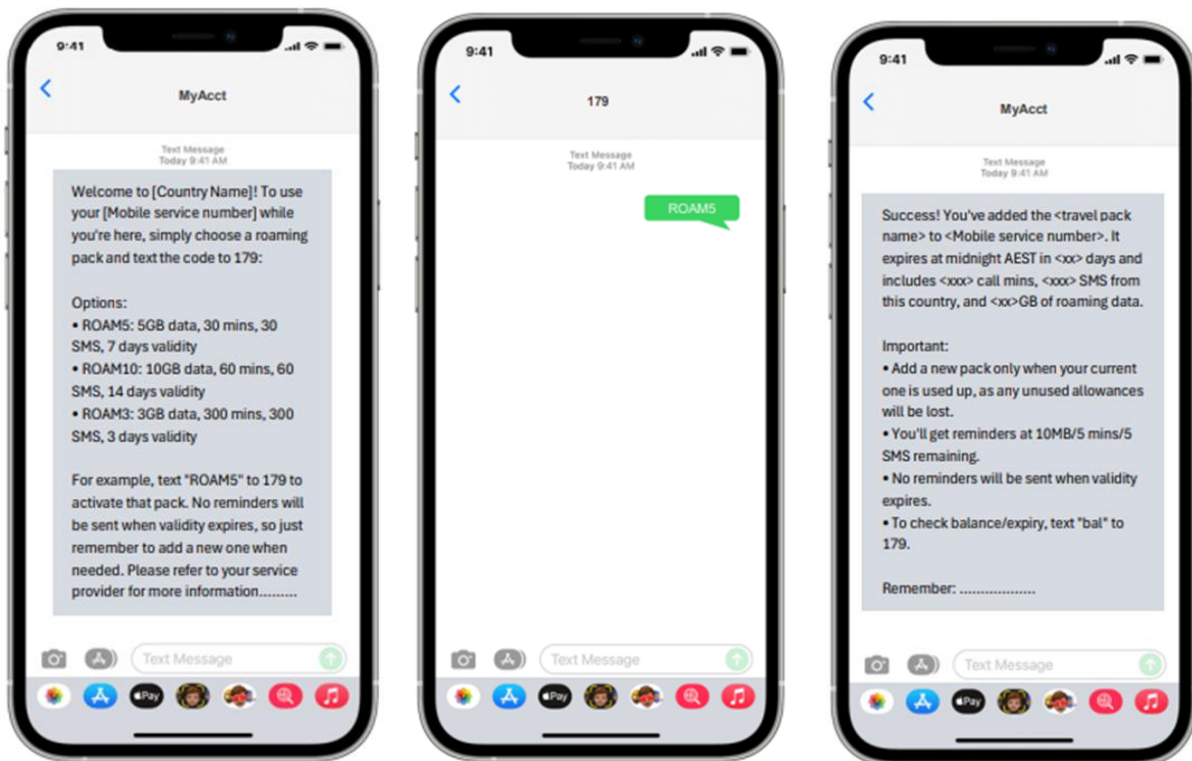 9:41
MyAcct
Text Message
Today 9:41 AM
Welcome to [Country Name]! To use
your [Mobile service number] while
you're here, simply choose a roaming
pack and text the code to 179:
Options:
• ROAM5: 5GB data, 30 mins, 30
SMS, 7 days validity
• ROAM10: 10GB data, 60 mins, 60
SMS, 14 days validity
• ROAM3: 3GB data, 300 mins, 300
SMS, 3 days validity
For example, text "ROAM5" to 179 to
activate that pack. No reminders will
be sent when validity expires, so just
remember to add a new one when
needed. Please refer to your service
provider for more information.........
Text Message
Pay
9:41
179
Text Message
Today 9:41 AM
ROAM5
Text Message
Pay
9:41
MyAcct
Text Message
Today 9:41 AM
Success! You've added the <travel pack
name> to <Mobile service number>. It
expires at midnight AEST in <xx> days and
includes <xxx> call mins, <xxx> SMS from
this country, and <xx>GB of roaming data.
Important:
• Add a new pack only when your current
one is used up, as any unused allowances
will be lost.
• You'll get reminders at 10MB/5 mins/5
SMS remaining.
• No reminders will be sent when validity
expires.
• To check balance/expiry, text "bal" to
179.
Remember: ..................
Text Message
Pay